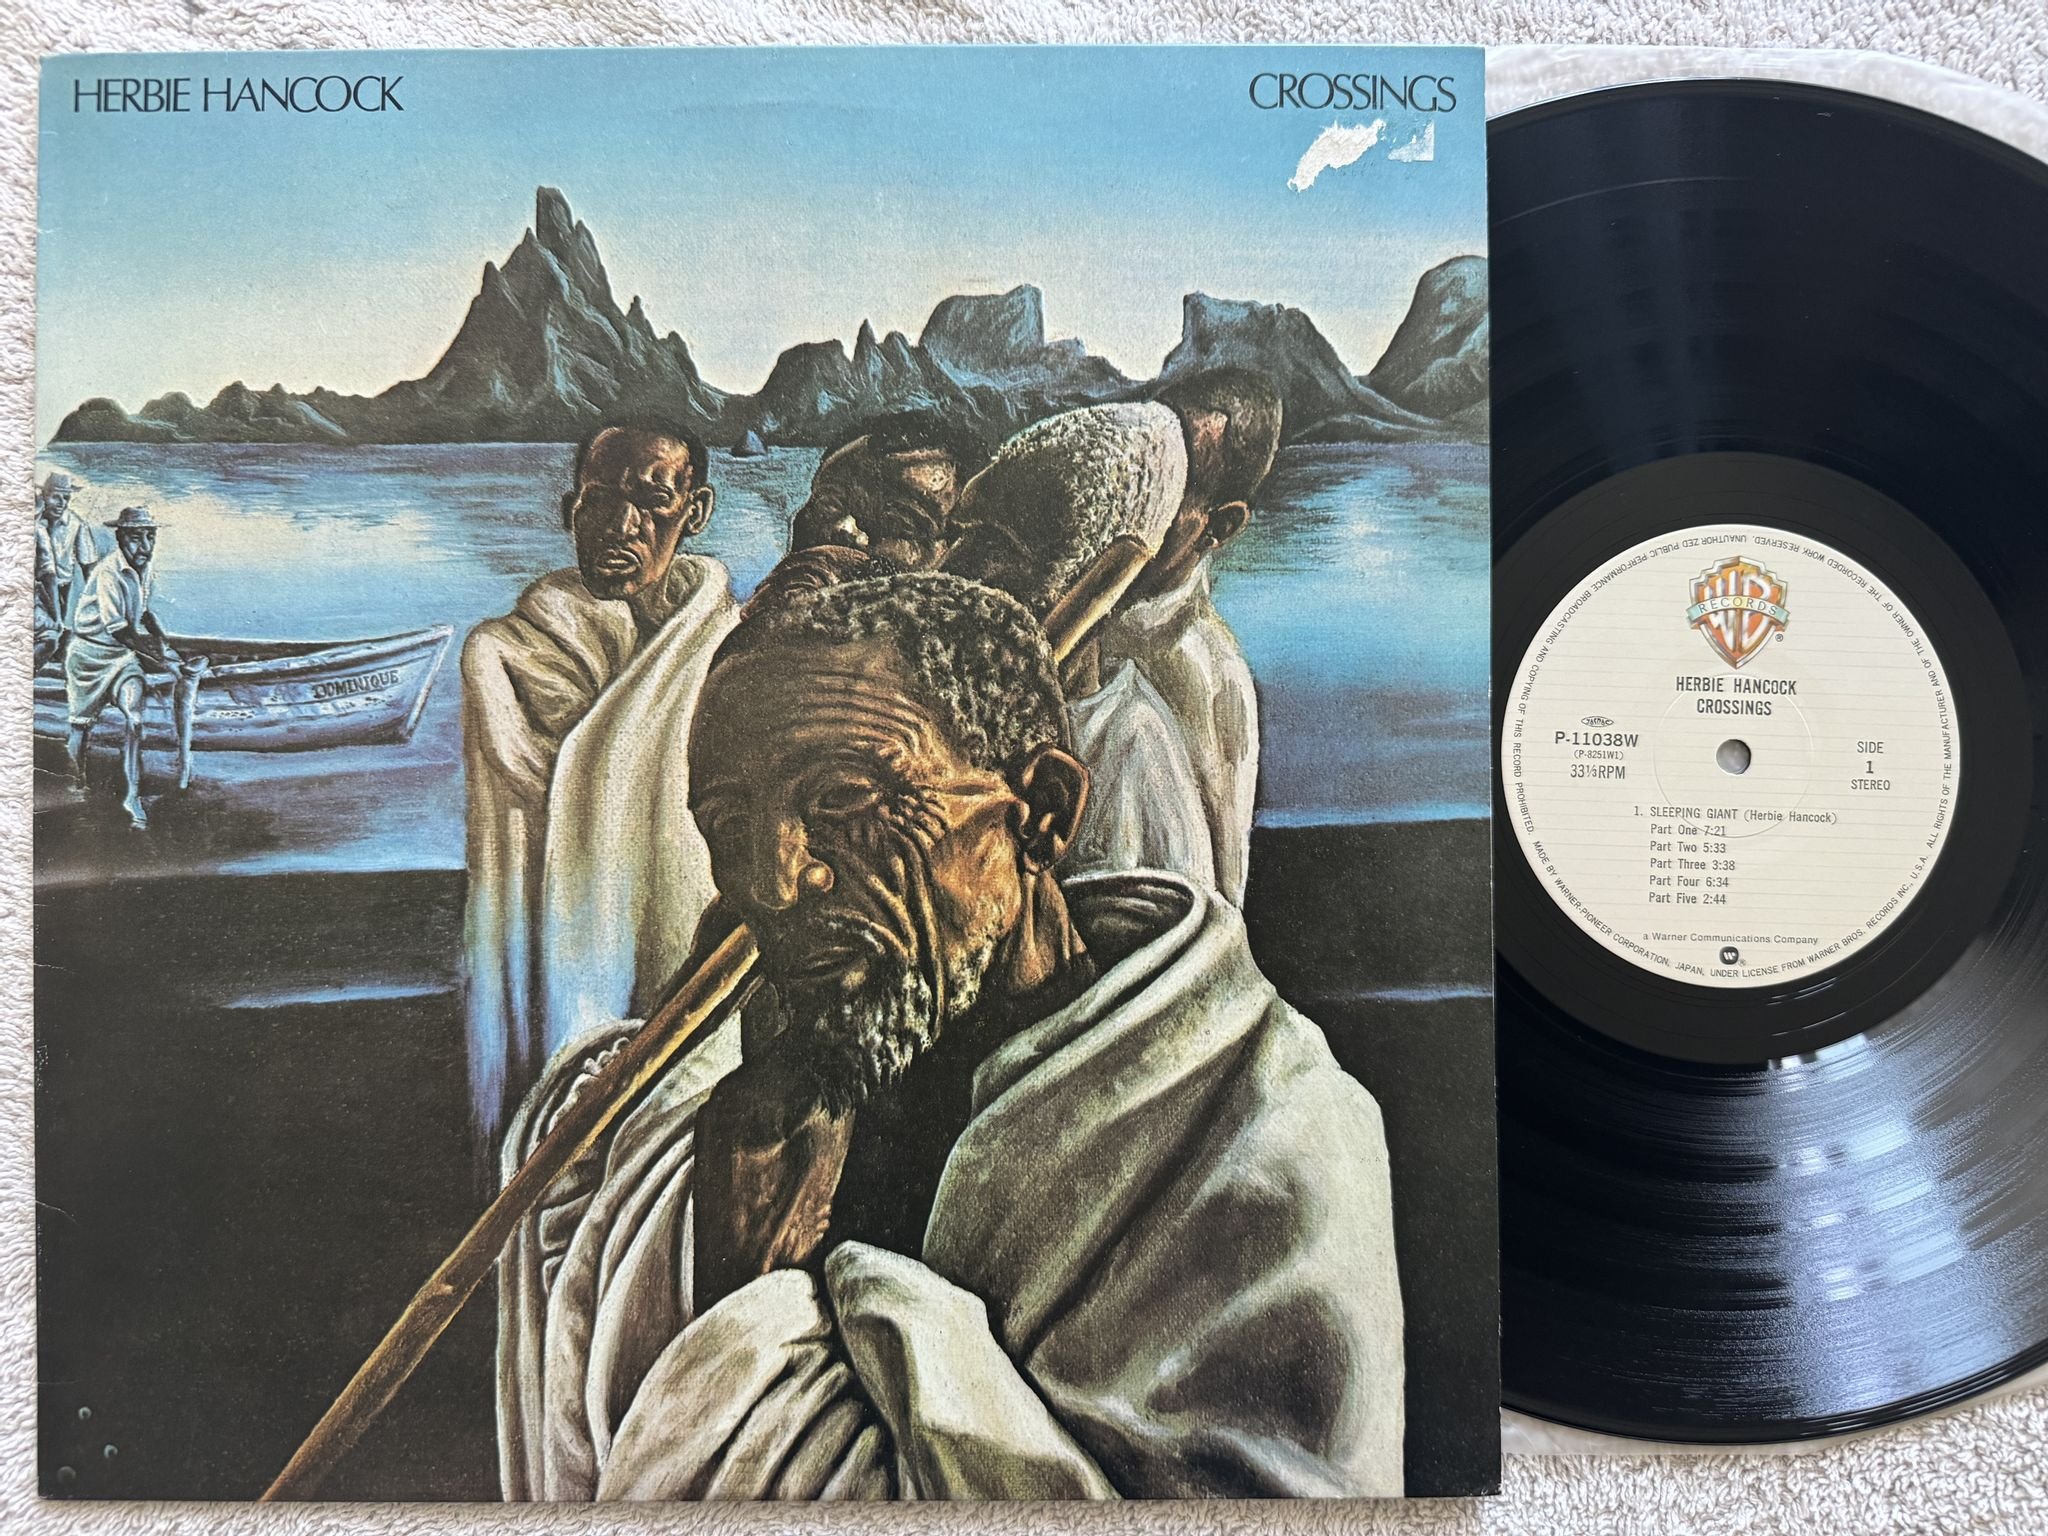 HERBIE HANCOCK
CROSSINGS
DOMINIQUE
W B
RECORDS
®
HERBIE HANCOCK
CROSSINGS
P-11038W
(P-8251W1)
33⅓RPM
SIDE
1
STEREO
1. SLEEPING GIANT (Herbie Hancock)
Part One 7:21
Part Two 5:33
Part Three 3:38
Part Four 6:34
Part Five 2:44
a Warner Communications Company
®
MADE BY WARNER-PIONEER CORPORATION, JAPAN, UNDER LICENSE FROM WARNER BROS. RECORDS INC., U.S.A. ALL RIGHTS OF THE MANUFACTURER AND OF THE OWNER OF THE RECORDED WORK RESERVED. UNAUTHORIZED PUBLIC PERFORMANCE BROADCASTING AND COPYING OF THIS RECORD PROHIBITED.